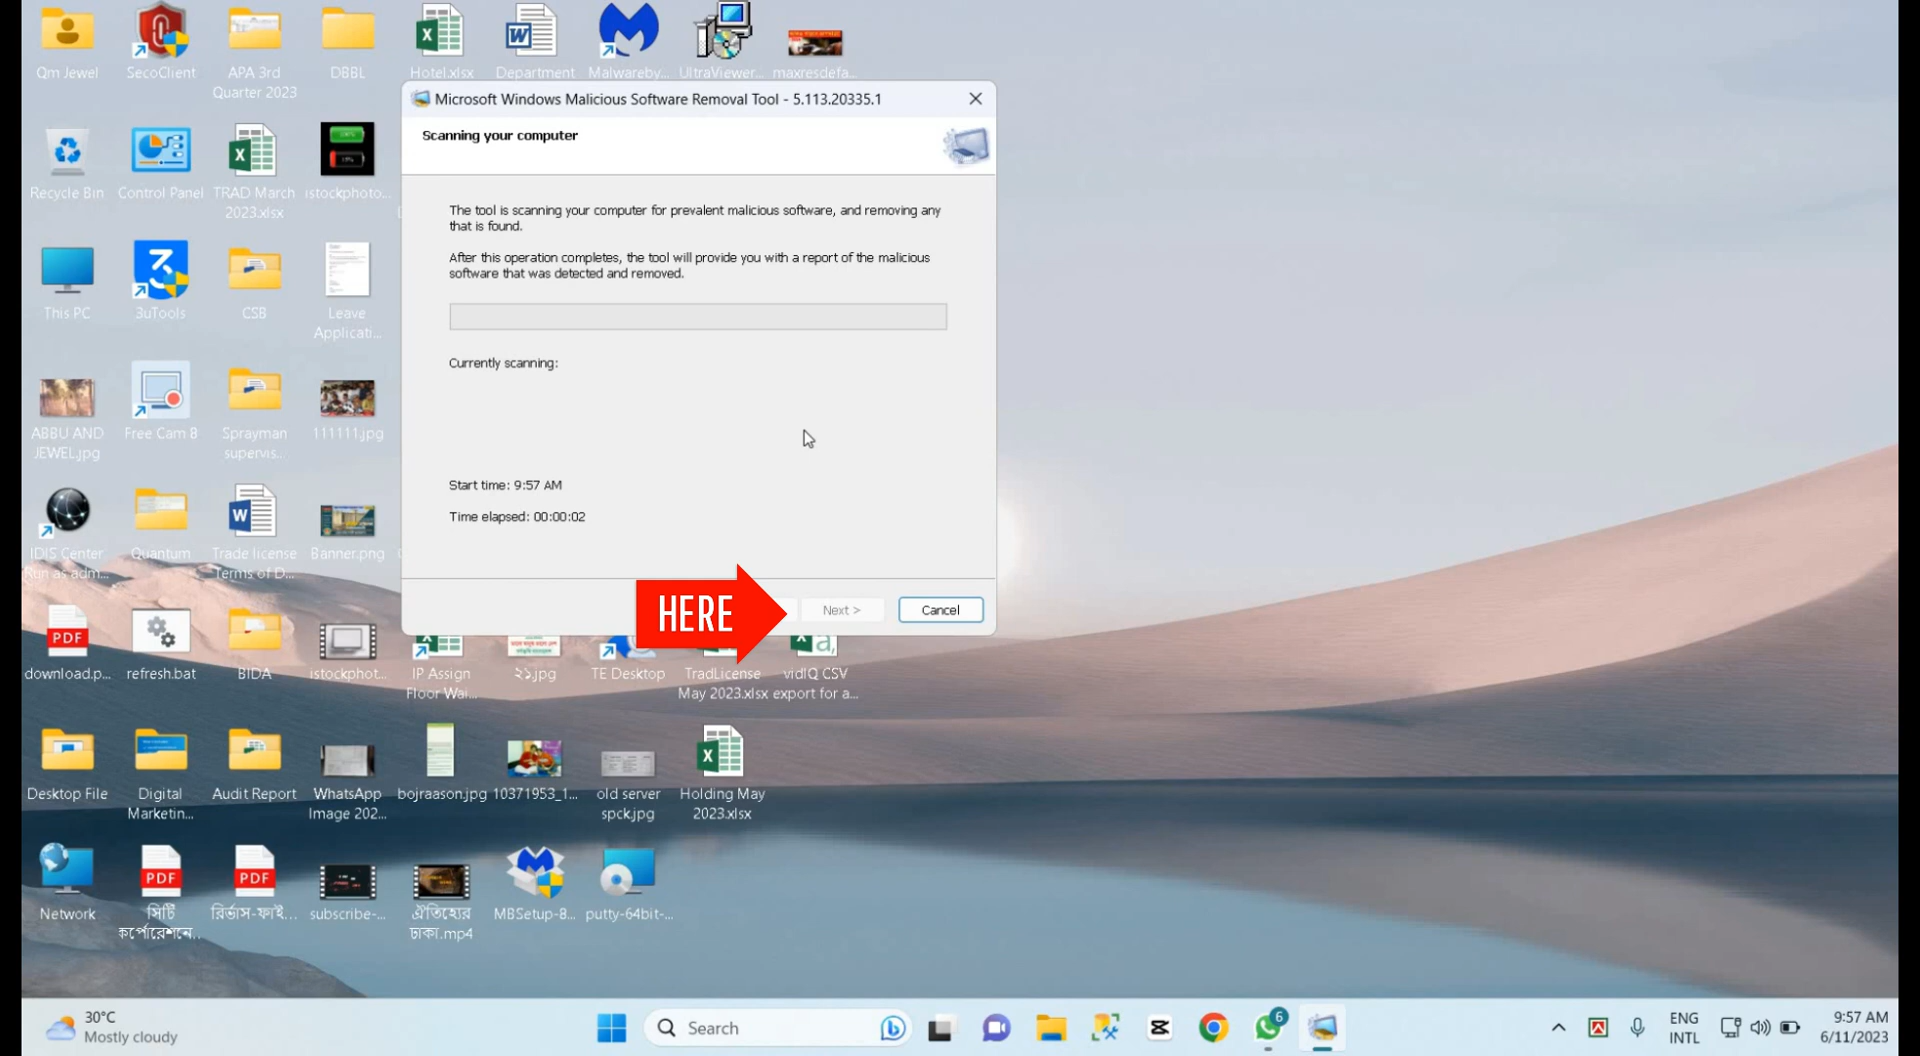 Qm Jewel
SecoClient
APA 3rd
Quarter 2023
DBBL
Hotel.xlsx
Department
Malwareby...
UltraViewer...
maxresdefa...
Microsoft Windows Malicious Software Removal Tool - 5.113.20335.1
Scanning your computer
The tool is scanning your computer for prevalent malicious software, and removing any
that is found.
After this operation completes, the tool will provide you with a report of the malicious
software that was detected and removed.
Currently scanning:
Start time: 9:57 AM
Time elapsed: 00:00:02
HERE
Next >
Cancel
Recycle Bin
Control Panel
TRAD March
2023.xlsx
istockphoto...
This PC
3uTools
CSB
Leave
Applicati...
ABBU AND
JEWEL.jpg
Free Cam 8
Sprayman
supervis...
111111.jpg
IDIS Center
Run as adm...
Quantum
Trade license
Terms of D...
Banner.png
PDF
download.p...
refresh.bat
BIDA
istockphot...
IP Assign
Floor Wai...
২১.jpg
TE Desktop
TradLicense
May 2023.xlsx
vidIQ CSV
export for a...
Desktop File
Digital
Marketin...
Audit Report
WhatsApp
Image 202...
bojraason.jpg
10371953_1...
old server
spck.jpg
Holding May
2023.xlsx
Network
PDF
সিটি
কর্পোরেশনে...
PDF
রিভাস-ফাই...
subscribe-...
ঐতিহ্যের
ঢাকা.mp4
MBSetup-8...
putty-64bit-...
30°C
Mostly cloudy
Search
6
ENG
INTL
9:57 AM
6/11/2023